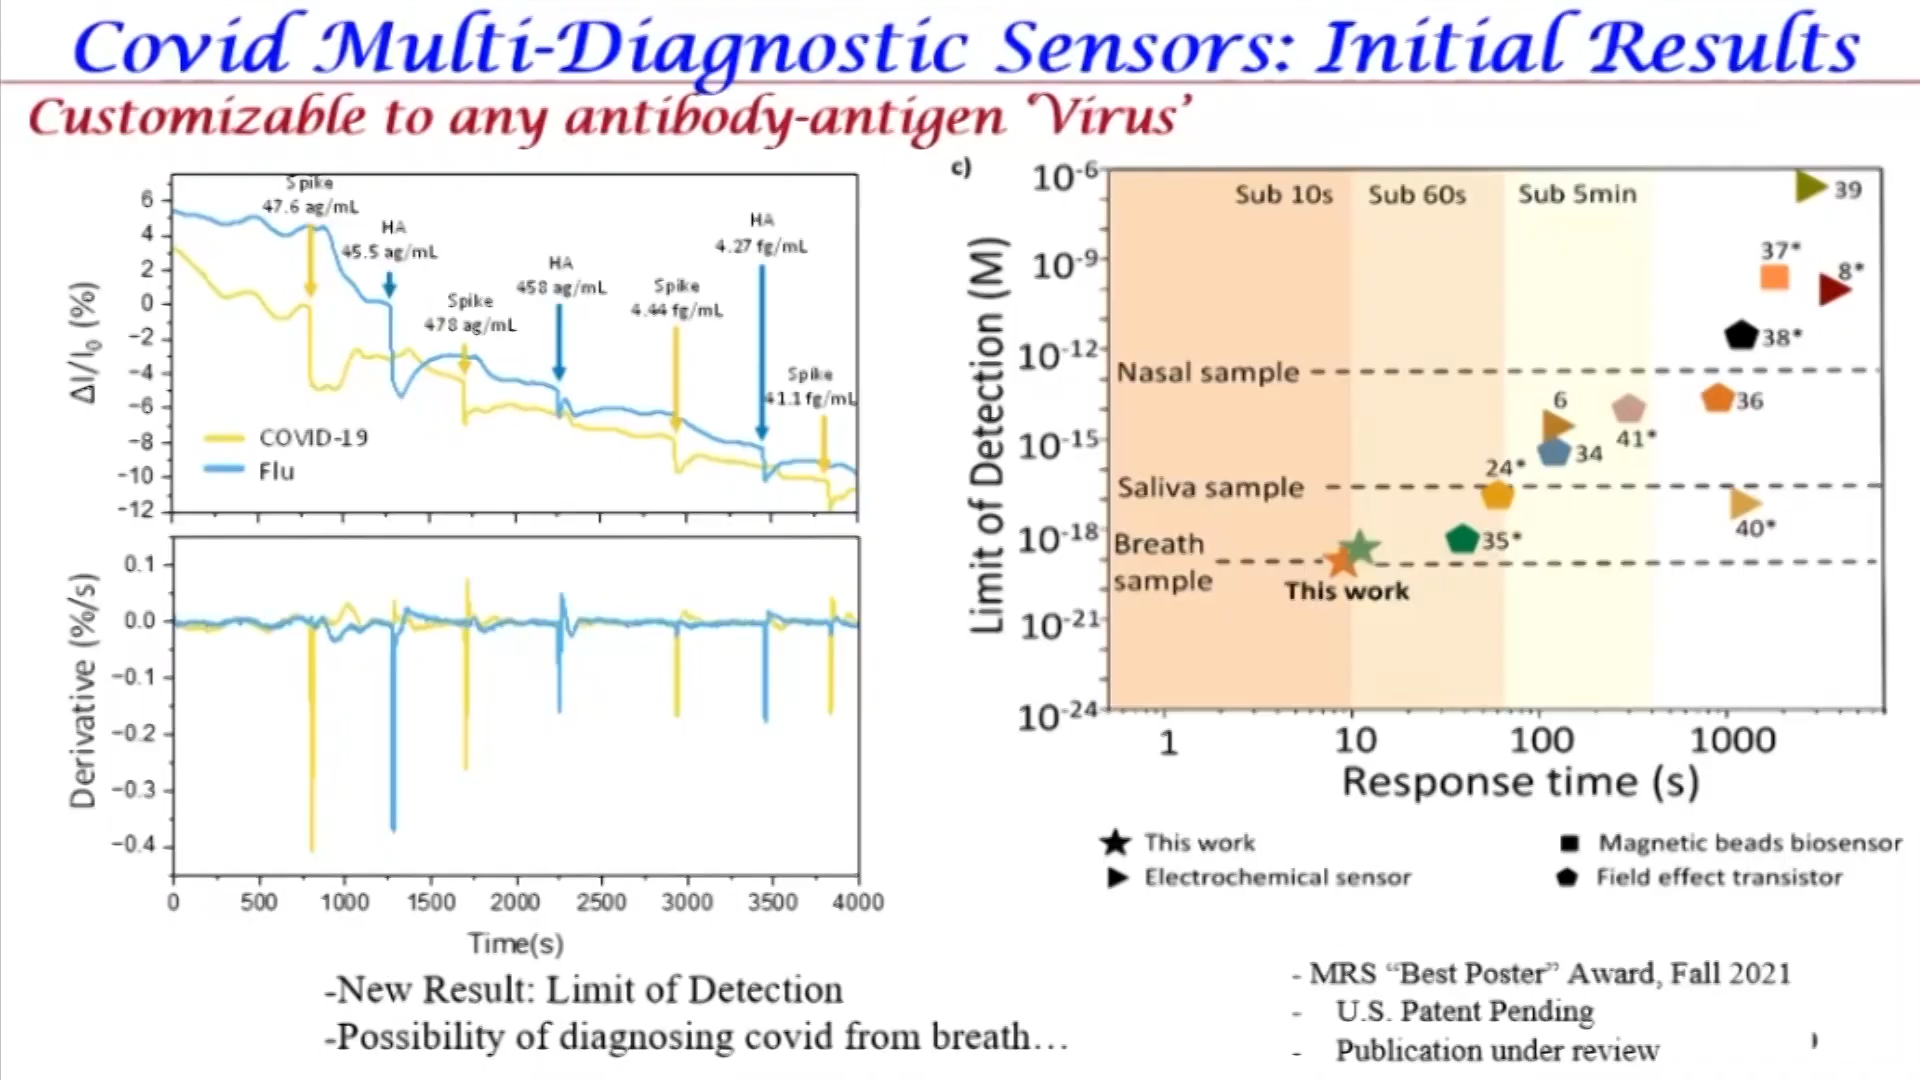 Covid Multi-Diagnostic Sensors: Initial Results
Customizable to any antibody-antigen 'Virus'
Spike
47.6 ag/mL
HA
45.5 ag/mL
Spike
478 ag/mL
HA
458 ag/mL
Spike
4.44 fg/mL
HA
4.27 fg/mL
Spike
41.1 fg/mL
6
4
2
0
−2
−4
−6
−8
−10
−12
ΔI/I0 (%)
COVID-19
Flu
0.1
0.0
−0.1
−0.2
−0.3
−0.4
Derivative (%/s)
0 500 1000 1500 2000 2500 3000 3500 4000
Time(s)
c)
10-6
10-9
10-12
10-15
10-18
10-21
10-24
Limit of Detection (M)
Sub 10s Sub 60s Sub 5min
39
37*
8*
38*
Nasal sample
36
6
41*
34
24*
Saliva sample
40*
35*
Breath
sample
This work
1 10 100 1000
Response time (s)
This work
Magnetic beads biosensor
Electrochemical sensor
Field effect transistor
-New Result: Limit of Detection
-Possibility of diagnosing covid from breath…
- MRS “Best Poster” Award, Fall 2021
- U.S. Patent Pending
- Publication under review